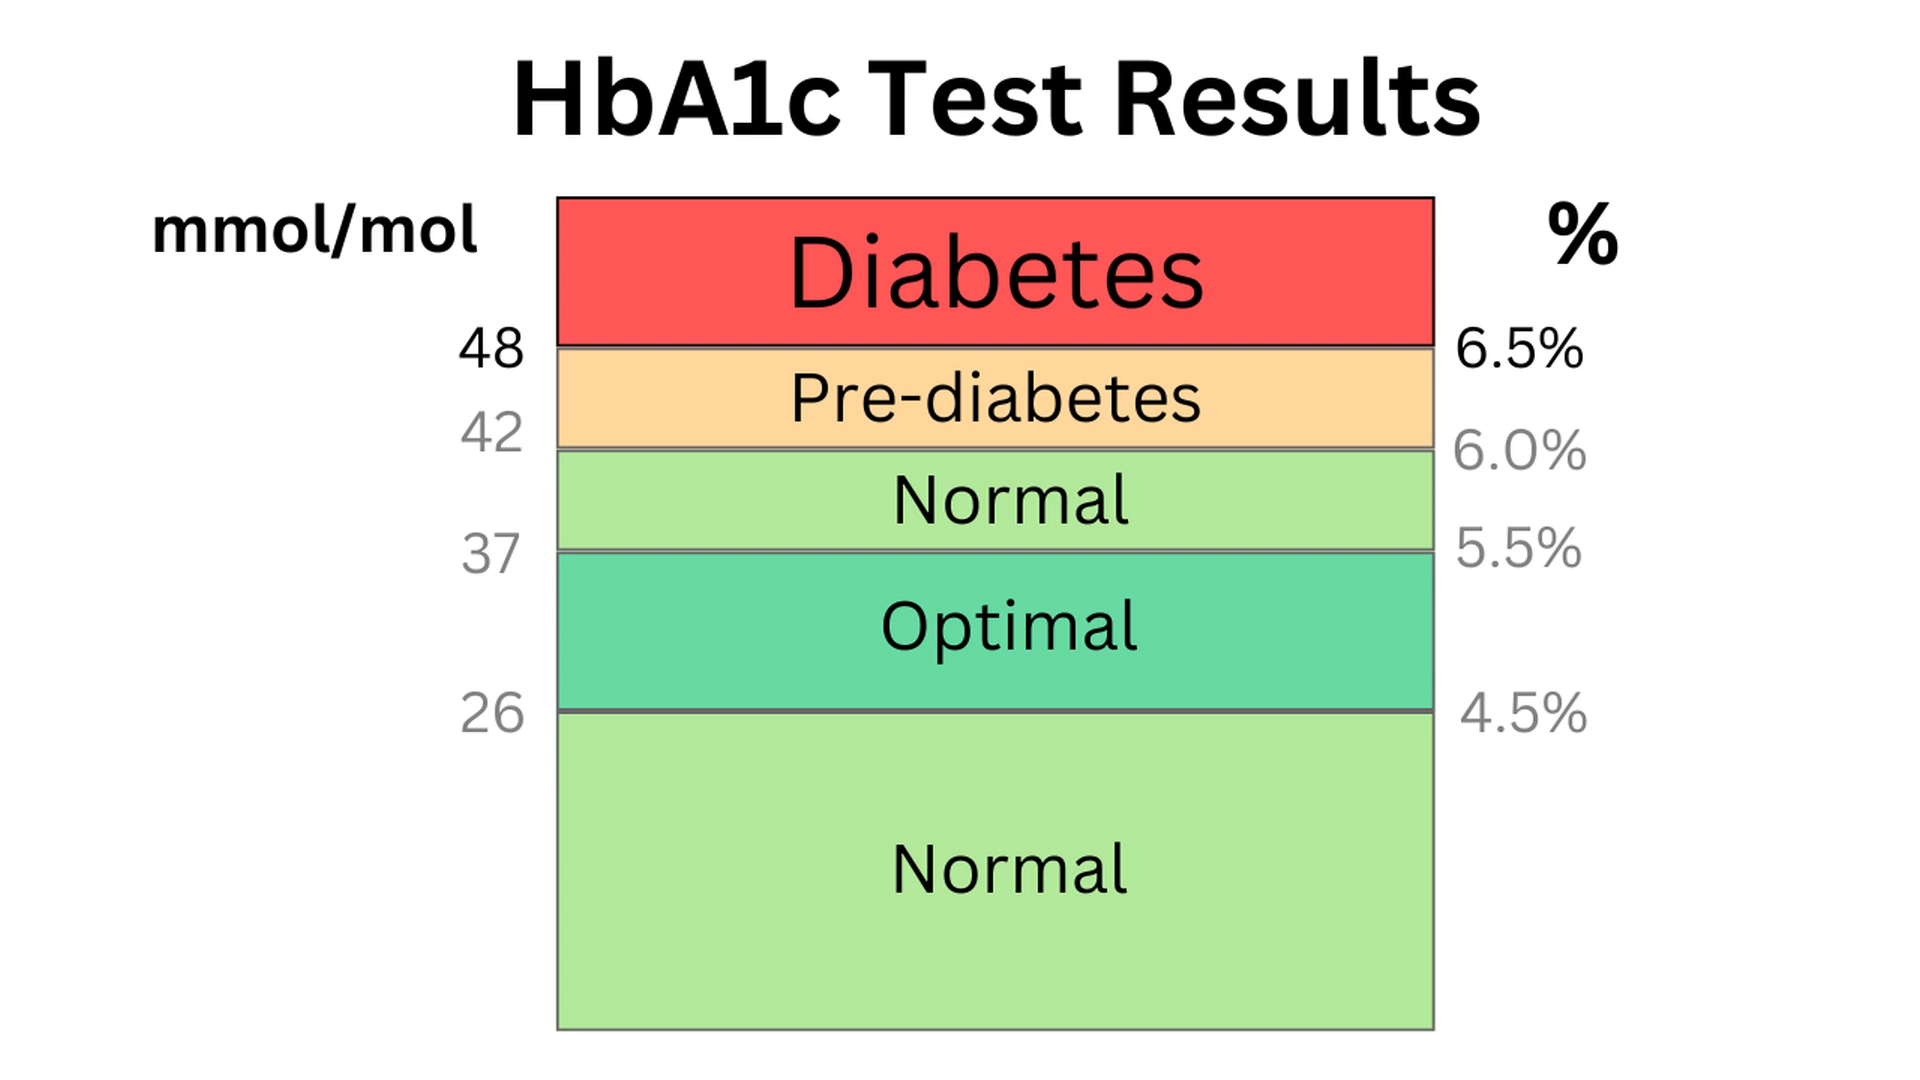 HbA1c Test Results
mmol/mol
%
Diabetes
48
6.5%
Pre-diabetes
42
6.0%
Normal
37
5.5%
Optimal
26
4.5%
Normal